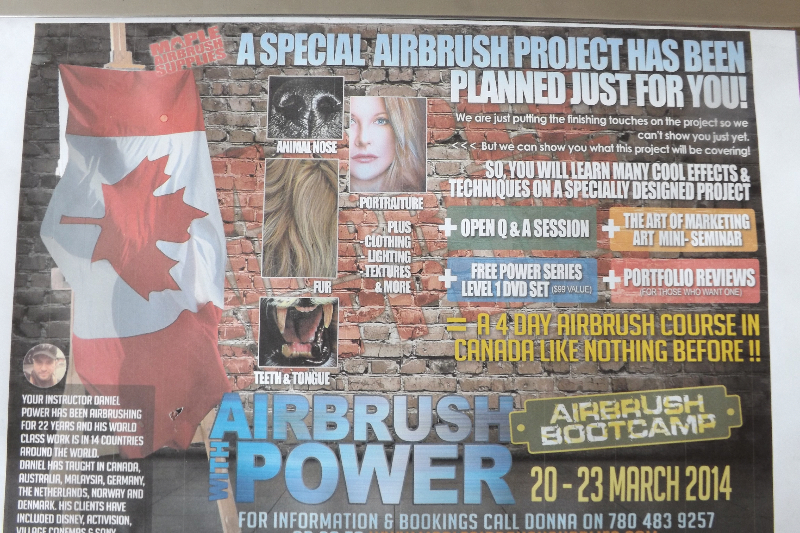 MAPLE
AIRBRUSH
SUPPLIES
A SPECIAL AIRBRUSH PROJECT HAS BEEN
PLANNED JUST FOR YOU!
We are just putting the finishing touches on the project so we
can't show you just yet.
<<< But we can show you what this project will be covering!
SO, YOU WILL LEARN MANY COOL EFFECTS &
TECHNIQUES ON A SPECIALLY DESIGNED PROJECT
ANIMAL NOSE
PORTRAITURE
FUR
PLUS
CLOTHING
LIGHTING
TEXTURES
& MORE
TEETH & TONGUE
+ OPEN Q & A SESSION
+ THE ART OF MARKETING
ART MINI- SEMINAR
+ FREE POWER SERIES
LEVEL 1 DVD SET ($99 VALUE)
+ PORTFOLIO REVIEWS
(FOR THOSE WHO WANT ONE)
= A 4 DAY AIRBRUSH COURSE IN
CANADA LIKE NOTHING BEFORE !!
YOUR INSTRUCTOR DANIEL
POWER HAS BEEN AIRBRUSHING
FOR 22 YEARS AND HIS WORLD
CLASS WORK IS IN 14 COUNTRIES
AROUND THE WORLD.
DANIEL HAS TAUGHT IN CANADA,
AUSTRALIA, MALAYSIA, GERMANY,
THE NETHERLANDS, NORWAY AND
DENMARK. HIS CLIENTS HAVE
INCLUDED DISNEY, ACTIVISION,
VILLAGE CINEMAS & SONY
AIRBRUSH
WITH POWER
AIRBRUSH
BOOTCAMP
20 - 23 MARCH 2014
FOR INFORMATION & BOOKINGS CALL DONNA ON 780 483 9257